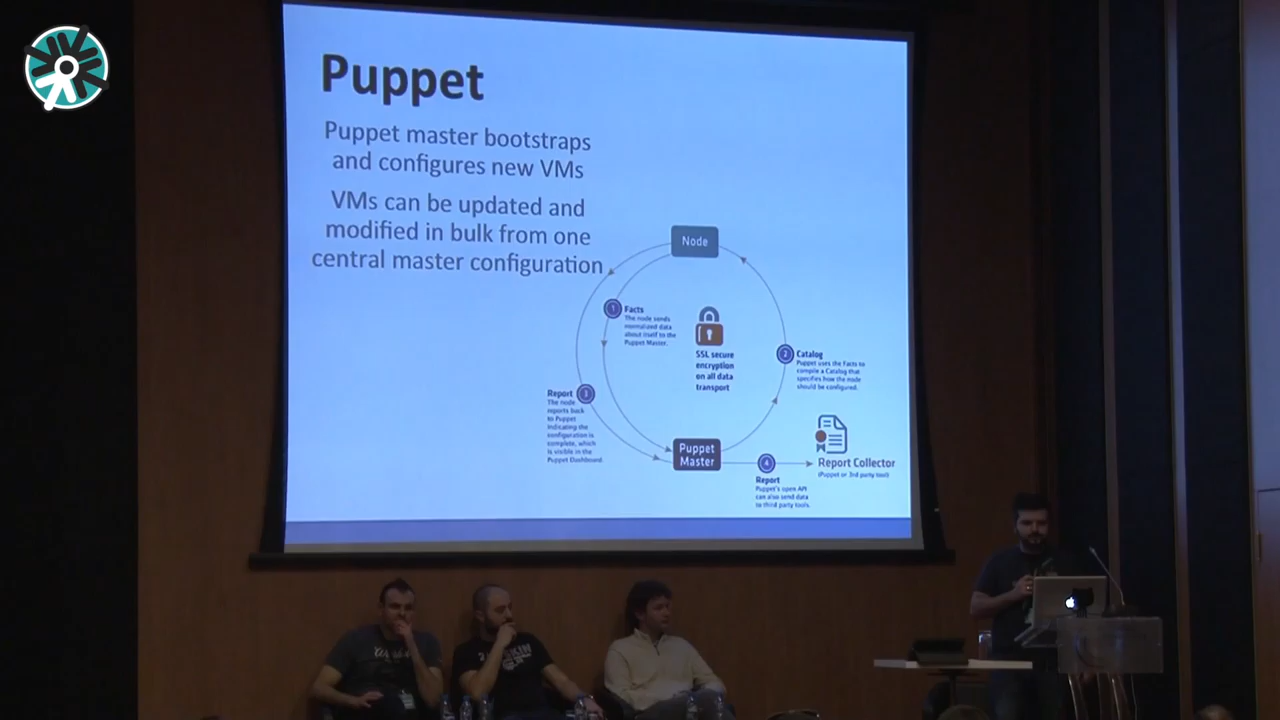 Puppet
Puppet master bootstraps
and configures new VMs
VMs can be updated and
modified in bulk from one
central master configuration
Node
1
Facts
The node sends
normalized data
about itself to the
Puppet Master.
SSL secure
encryption
on all data
transport
2
Catalog
Puppet uses the Facts to
compile a Catalog that
specifies how the node
should be configured.
Report
3
The node
reports back
to Puppet
indicating the
configuration is
complete, which
is visible in the
Puppet Dashboard.
Puppet
Master
4
Report
Puppet's open API
can also send data
to third party tools.
Report Collector
(Puppet or 3rd party tool)